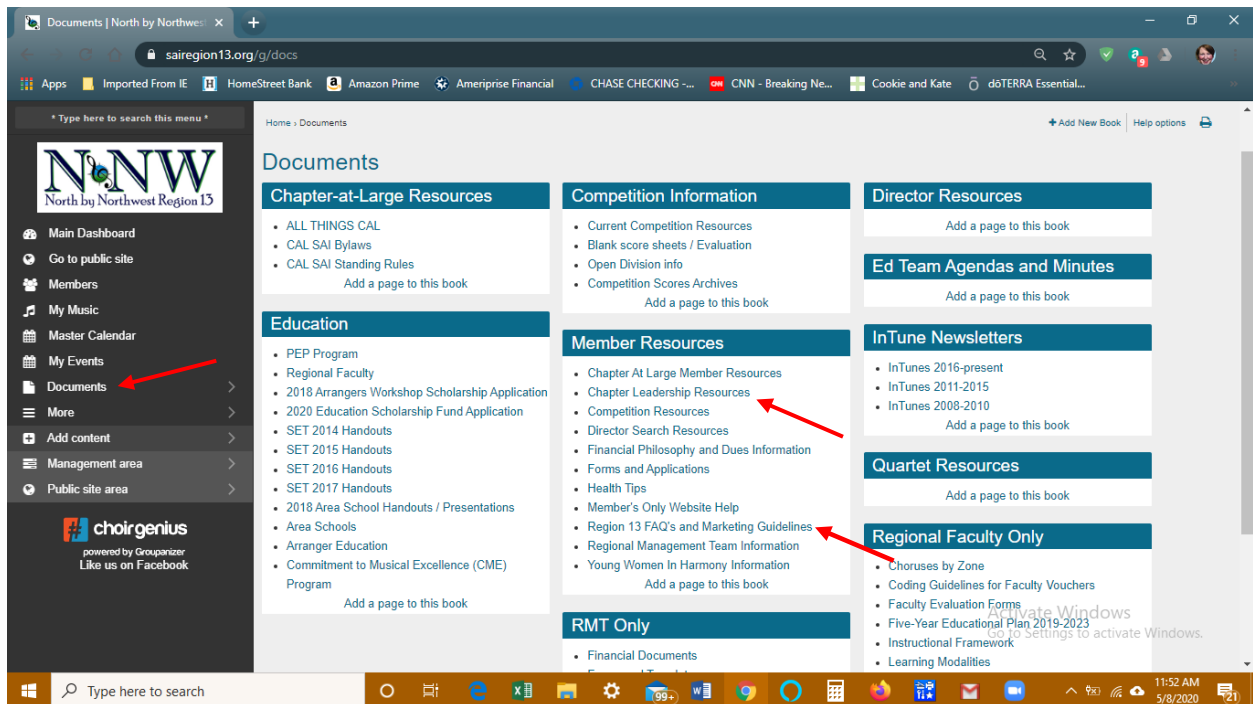 Documents | North by Northwes
sairegion13.org/g/docs
Apps
Imported From IE
HomeStreet Bank
Amazon Prime
Ameriprise Financial
CHASE CHECKING -...
CNN - Breaking Ne...
Cookie and Kate
dōTERRA Essential...
* Type here to search this menu *
NNW
North by Northwest Region 13
Main Dashboard
Go to public site
Members
My Music
Master Calendar
My Events
Documents
More
Add content
Management area
Public site area
choirgenius
powered by Groupanizer
Like us on Facebook
Home › Documents
Add New Book
Help options
Documents
Chapter-at-Large Resources
ALL THINGS CAL
CAL SAI Bylaws
CAL SAI Standing Rules
Add a page to this book
Education
PEP Program
Regional Faculty
2018 Arrangers Workshop Scholarship Application
2020 Education Scholarship Fund Application
SET 2014 Handouts
SET 2015 Handouts
SET 2016 Handouts
SET 2017 Handouts
2018 Area School Handouts / Presentations
Area Schools
Arranger Education
Commitment to Musical Excellence (CME)
Program
Add a page to this book
Competition Information
Current Competition Resources
Blank score sheets / Evaluation
Open Division info
Competition Scores Archives
Add a page to this book
Member Resources
Chapter At Large Member Resources
Chapter Leadership Resources
Competition Resources
Director Search Resources
Financial Philosophy and Dues Information
Forms and Applications
Health Tips
Member's Only Website Help
Region 13 FAQ's and Marketing Guidelines
Regional Management Team Information
Young Women In Harmony Information
Add a page to this book
RMT Only
Financial Documents
Director Resources
Add a page to this book
Ed Team Agendas and Minutes
Add a page to this book
InTune Newsletters
InTunes 2016-present
InTunes 2011-2015
InTunes 2008-2010
Add a page to this book
Quartet Resources
Add a page to this book
Regional Faculty Only
Choruses by Zone
Coding Guidelines for Faculty Vouchers
Faculty Evaluation Forms
Five-Year Educational Plan 2019-2023
Instructional Framework
Learning Modalities
Activate Windows
Go to Settings to activate Windows.
Type here to search
99+
11:52 AM
5/8/2020
21